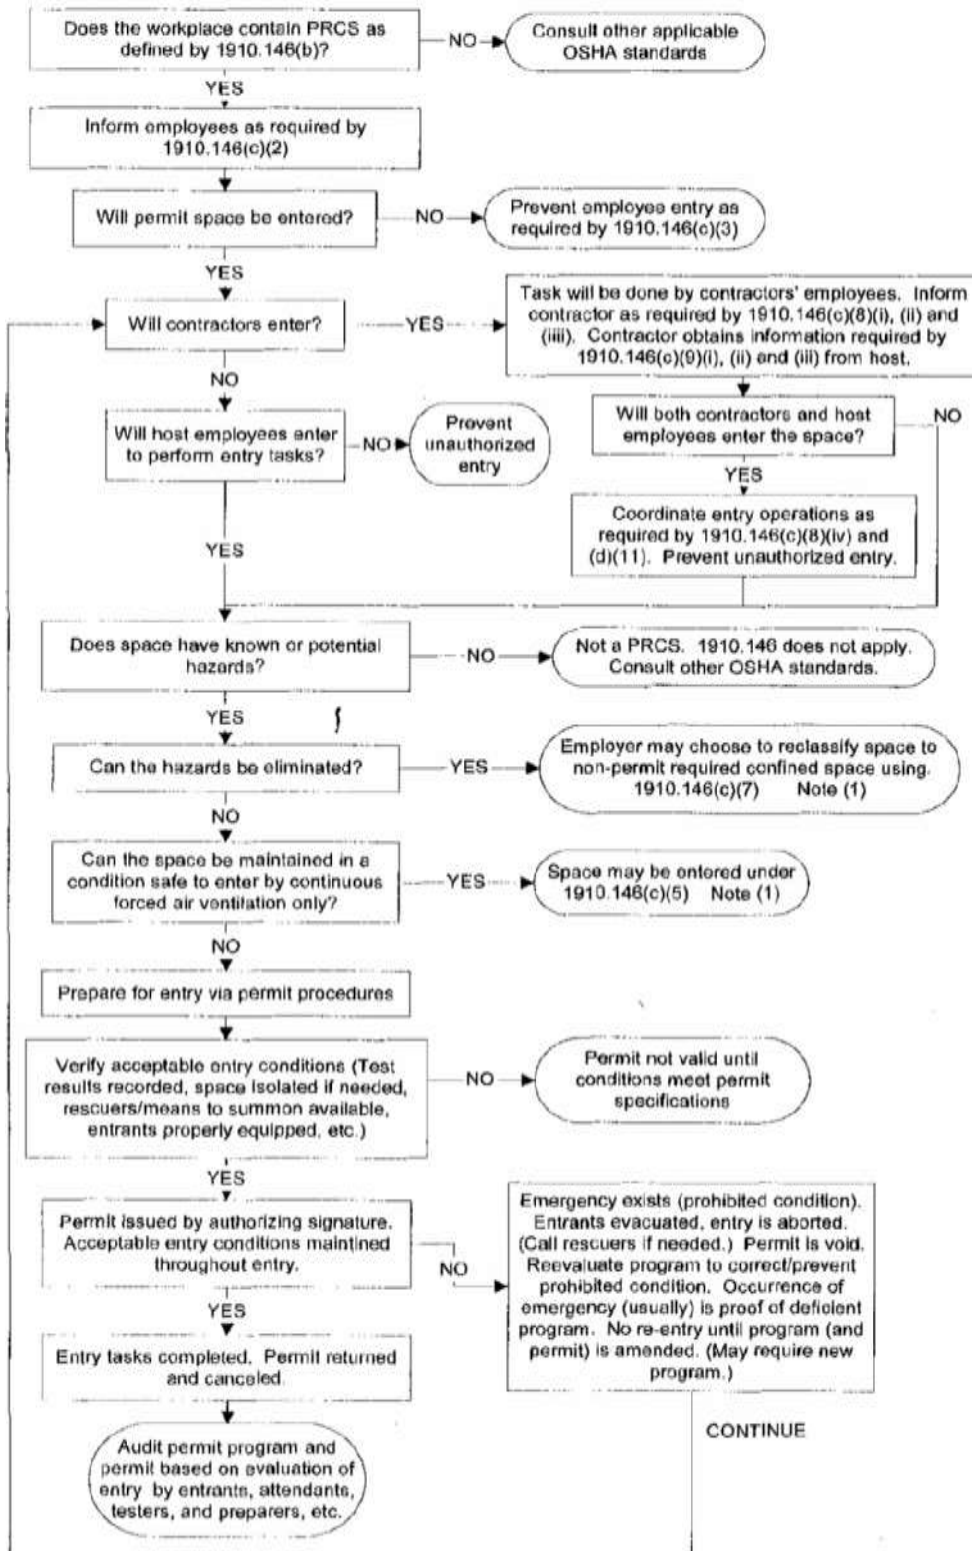 Does the workplace contain PRCS as
defined by 1910.146(b)?
NO
Consult other applicable
OSHA standards
YES
Inform employees as required by
1910.146(c)(2)
Will permit space be entered?
NO
Prevent employee entry as
required by 1910.146(c)(3)
YES
Will contractors enter?
YES
Task will be done by contractors' employees. Inform
contractor as required by 1910.146(c)(8)(i), (ii) and
(iiii). Contractor obtains information required by
1910.146(c)(9)(i), (ii) and (iii) from host.
NO
Will both contractors and host
employees enter the space?
NO
Will host employees enter
to perform entry tasks?
NO
Prevent
unauthorized
entry
YES
Coordinate entry operations as
required by 1910.146(c)(8)(iv) and
(d)(11). Prevent unauthorized entry.
YES
Does space have known or potential
hazards?
NO
Not a PRCS. 1910.146 does not apply.
Consult other OSHA standards.
YES
Can the hazards be eliminated?
YES
Employer may choose to reclassify space to
non-permit required confined space using.
1910.146(c)(7) Note (1)
NO
Can the space be maintained in a
condition safe to enter by continuous
forced air ventilation only?
YES
Space may be entered under
1910.146(c)(5) Note (1)
NO
Prepare for entry via permit procedures
Verify acceptable entry conditions (Test
results recorded, space isolated if needed,
rescuers/means to summon available,
entrants properly equipped, etc.)
NO
Permit not valid until
conditions meet permit
specifications
YES
Permit issued by authorizing signature.
Acceptable entry conditions maintined
throughout entry.
NO
Emergency exists (prohibited condition).
Entrants evacuated, entry is aborted.
(Call rescuers if needed.) Permit is void.
Reevaluate program to correct/prevent
prohibited condition. Occurrence of
emergency (usually) is proof of deficient
program. No re-entry until program (and
permit) is amended. (May require new
program.)
YES
Entry tasks completed. Permit returned
and canceled.
CONTINUE
Audit permit program and
permit based on evaluation of
entry by entrants, attendants,
testers, and preparers, etc.